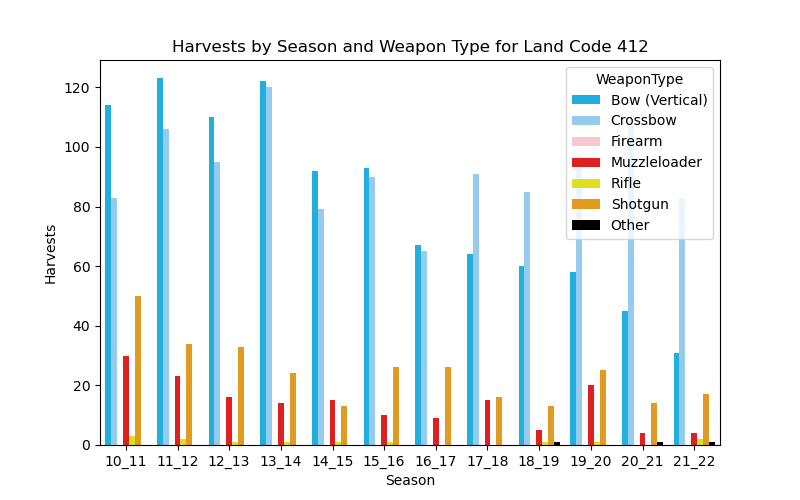 Harvests by Season and Weapon Type for Land Code 412
WeaponType
Bow (Vertical)
Crossbow
Firearm
Muzzleloader
Rifle
Shotgun
Other
Harvests
120
100
80
60
40
20
0
10_11 11_12 12_13 13_14 14_15 15_16 16_17 17_18 18_19 19_20 20_21 21_22
Season